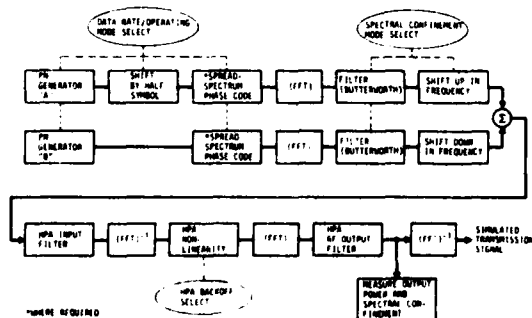 DATA RATE/OPERATING
MODE SELECT
SPECTRAL CONFINEMENT
MODE SELECT
PN
GENERATOR
"A"
SHIFT
BY HALF
SYMBOL
*SPREAD-
SPECTRUM
PHASE CODE
(FFT)
FILTER
(BUTTERWORTH)
SHIFT UP IN
FREQUENCY
Σ
PN
GENERATOR
"B"
*SPREAD
SPECTRUM
PHASE CODE
(FFT)
FILTER
(BUTTERWORTH)
SHIFT DOWN
IN FREQUENCY
HPA INPUT
FILTER
(FFT)⁻¹
HPA
NON-
LINEARITY
(FFT)
HPA
RF OUTPUT
FILTER
(FFT)⁻¹
SIMULATED
TRANSMISSION
SIGNAL
HPA BACKOFF
SELECT
MEASURE OUTPUT
POWER AND
SPECTRAL CON-
FINEMENT
*WHERE REQUIRED